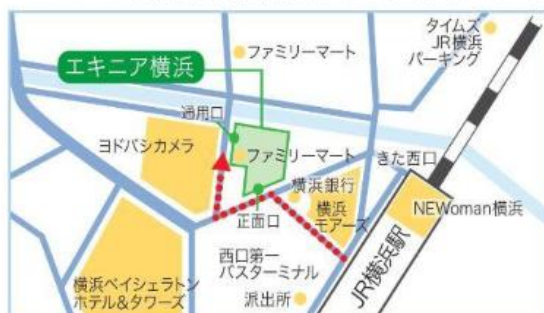 タイムズ
JR横浜
パーキング
ファミリーマート
エキニア横浜
通用口
ヨドバシカメラ
ファミリーマート
きた西口
横浜銀行
横浜
モアーズ
NEWoman横浜
正面口
西口第一
バスターミナル
JR横浜駅
横浜ベイシェラトン
ホテル&タワーズ
派出所